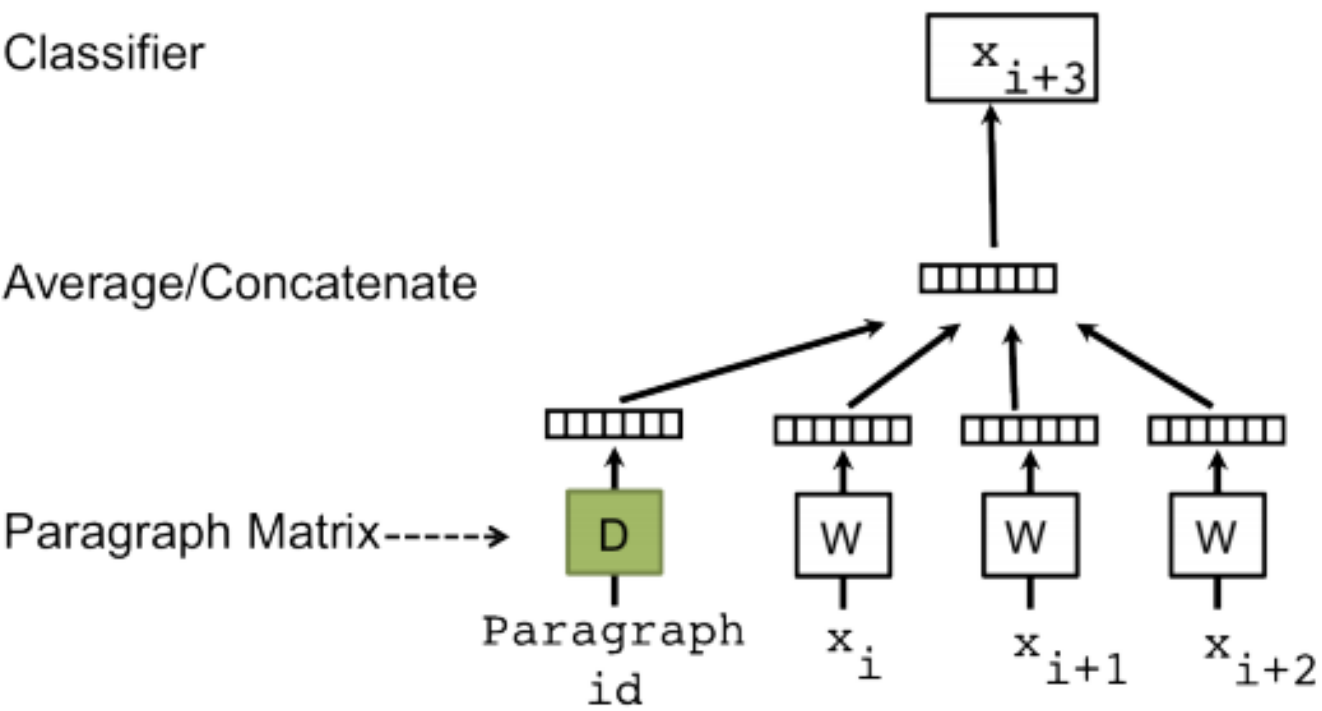 Classifier
x i+3
Average/Concatenate
Paragraph Matrix
D
W
W
W
Paragraph
id
x i
x i+1
x i+2